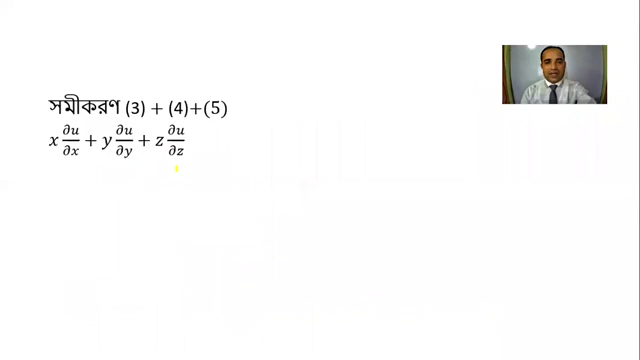 সমীকরণ (3) + (4)+(5)
x ∂u/∂x + y ∂u/∂y + z ∂u/∂z